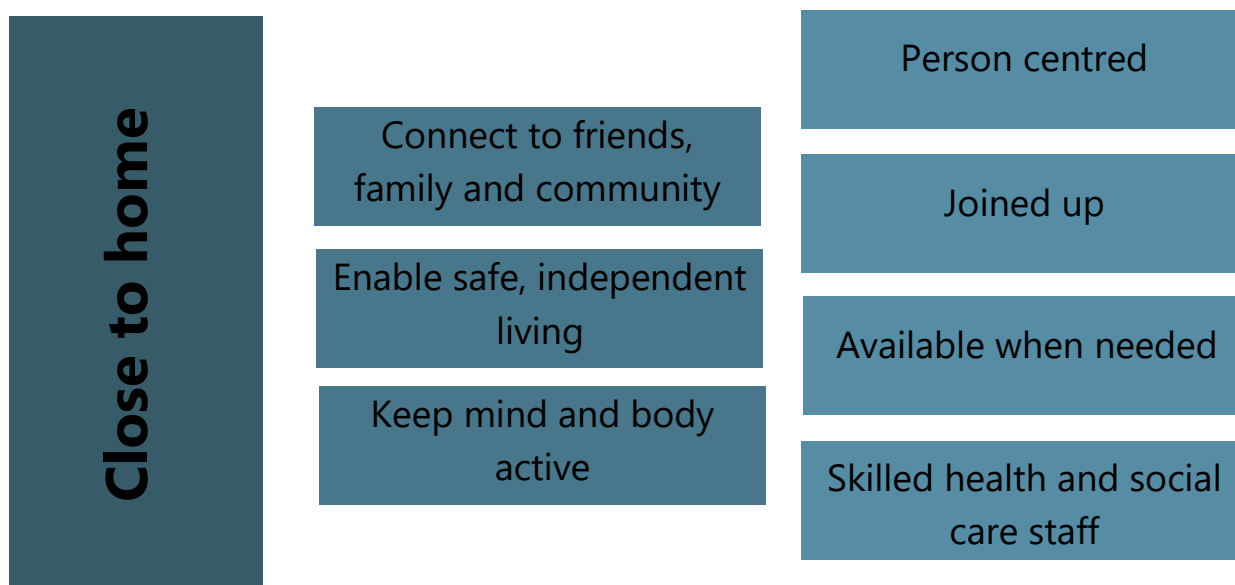 Close to home
Connect to friends,
family and community
Enable safe, independent
living
Keep mind and body
active
Person centred
Joined up
Available when needed
Skilled health and social
care staff